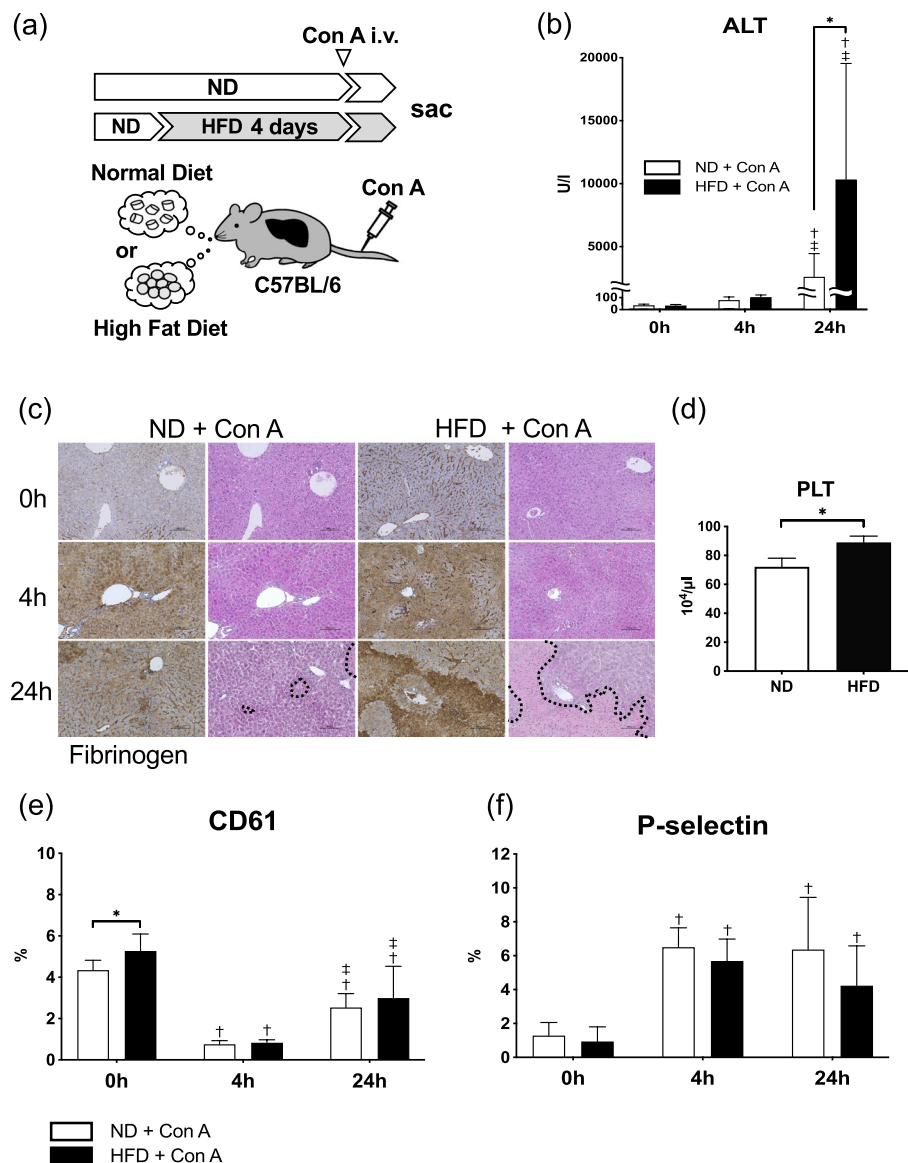 (a)
Con A i.v.
ND
sac
ND
HFD 4 days
Normal Diet
Con A
or
C57BL/6
High Fat Diet
(b)
ALT
*
†
‡
20000
15000
ND + Con A
HFD + Con A
U/l
10000
†
‡
5000
100
0
0h
4h
24h
(c)
ND + Con A
HFD + Con A
0h
4h
24h
Fibrinogen
(d)
PLT
*
100
80
60
40
20
0
10⁴/μl
ND
HFD
(e)
CD61
10
8
6
4
2
0
%
*
†
†
‡
†
‡
†
0h
4h
24h
(f)
P-selectin
12
10
8
6
4
2
0
%
†
†
†
†
0h
4h
24h
ND + Con A
HFD + Con A